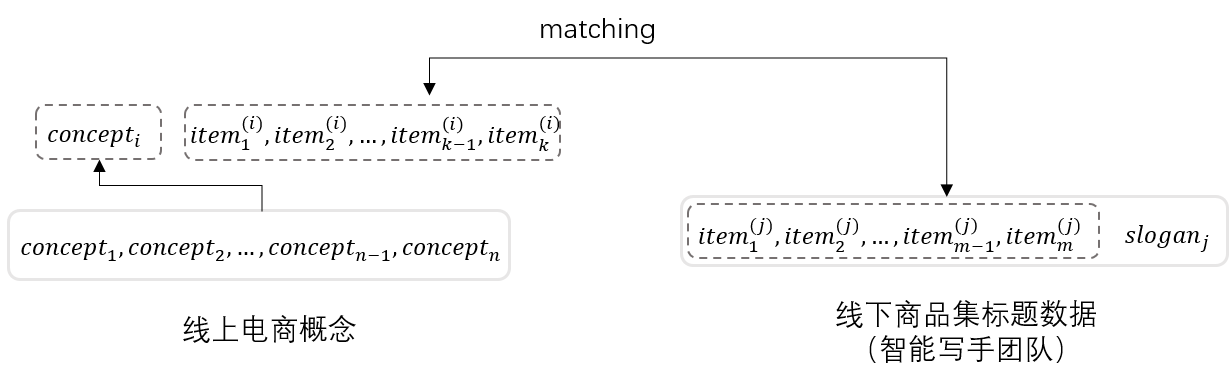 matching
concept_i item_1^(i), item_2^(i), …, item_{k−1}^(i), item_k^(i)
concept_1, concept_2, …, concept_{n−1}, concept_n
item_1^(j), item_2^(j), …, item_{m−1}^(j), item_m^(j) slogan_j
线上电商概念
线下商品集标题数据
（智能写手团队）